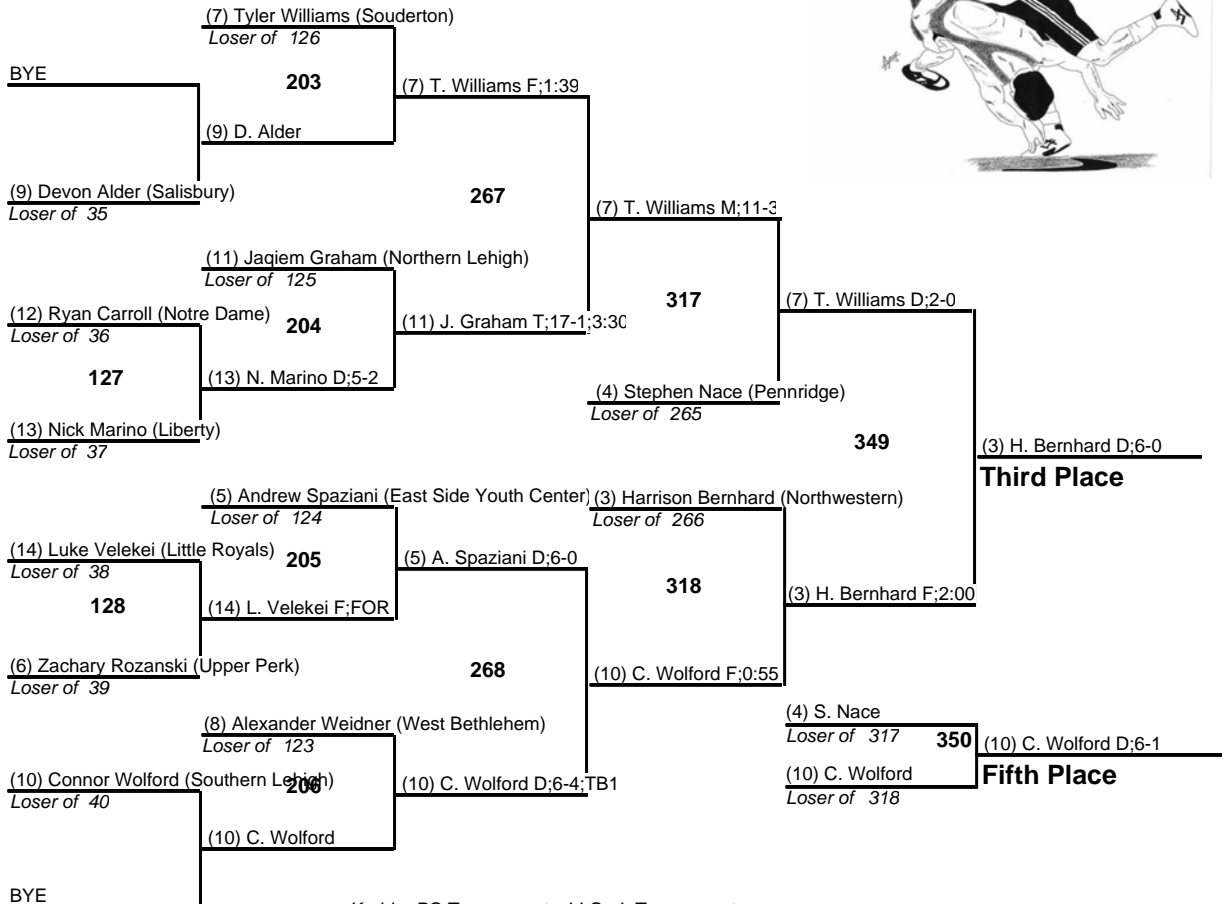 (7) Tyler Williams (Souderton)
Loser of 126
BYE
203
(7) T. Williams F;1:39
(9) D. Alder
(9) Devon Alder (Salisbury)
Loser of 35
267
(7) T. Williams M;11-3
(11) Jaqiem Graham (Northern Lehigh)
Loser of 125
(12) Ryan Carroll (Notre Dame)
Loser of 36
204
(11) J. Graham T;17-1;3:30
317
(7) T. Williams D;2-0
127
(13) N. Marino D;5-2
(4) Stephen Nace (Pennridge)
Loser of 265
(13) Nick Marino (Liberty)
Loser of 37
349
(3) H. Bernhard D;6-0
Third Place
(5) Andrew Spaziani (East Side Youth Center)
Loser of 124
(3) Harrison Bernhard (Northwestern)
Loser of 266
(14) Luke Velekei (Little Royals)
Loser of 38
205
(5) A. Spaziani D;6-0
318
128
(14) L. Velekei F;FOR
(3) H. Bernhard F;2:00
(6) Zachary Rozanski (Upper Perk)
Loser of 39
268
(10) C. Wolford F;0:55
(8) Alexander Weidner (West Bethlehem)
Loser of 123
(4) S. Nace
Loser of 317
350
(10) C. Wolford D;6-1
Fifth Place
(10) Connor Wolford (Southern Lehigh)
Loser of 40
206
(10) C. Wolford D;6-4;TB1
(10) C. Wolford
Loser of 318
(10) C. Wolford
BYE